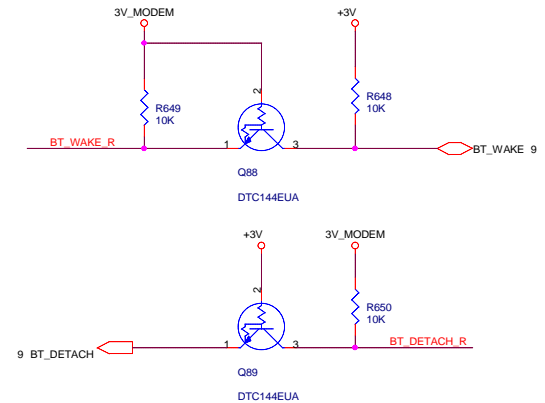 3V_MODEM
+3V
2
R649
10K
R648
10K
BT_WAKE_R
1
3
BT_WAKE 9
Q88
DTC144EUA
+3V
3V_MODEM
2
R650
10K
9 BT_DETACH
1
3
BT_DETACH_R
Q89
DTC144EUA